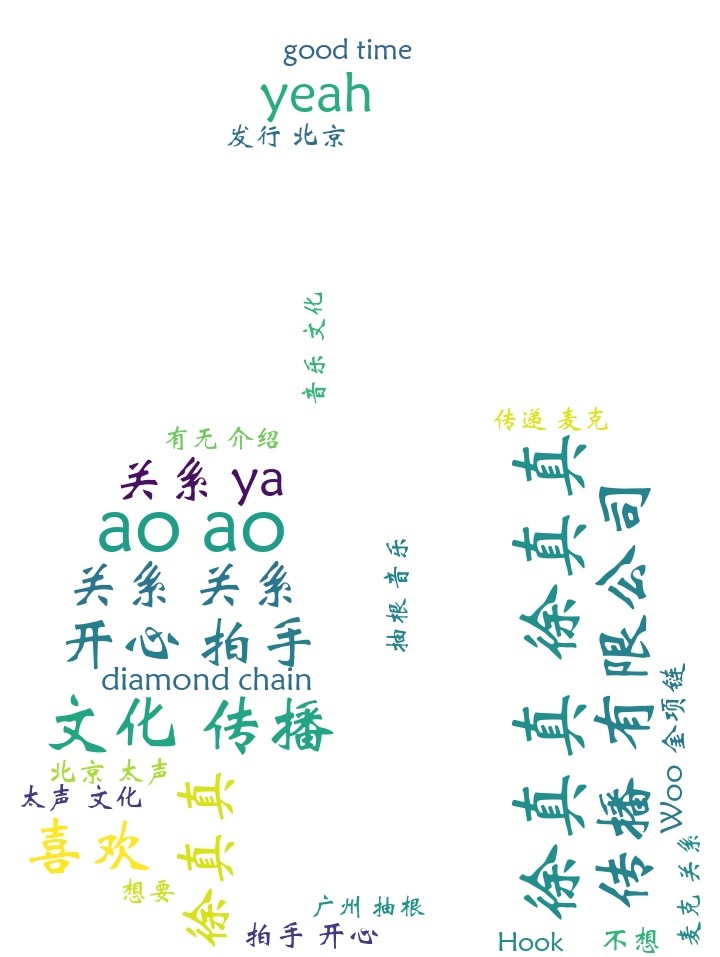 good time
yeah
发行 北京
音乐 文化
传递 麦克
有无 介绍
关系 ya
ao ao
关系 关系
开心 拍手
diamond chain
文化 传播
北京 太声
太声 文化
喜欢
想要
徐真真
拍手 开心
广州 抽根
抽根 音乐
徐真真 徐真真
传播 有限公司
Woo 金项链
麦克 关系
Hook
不想